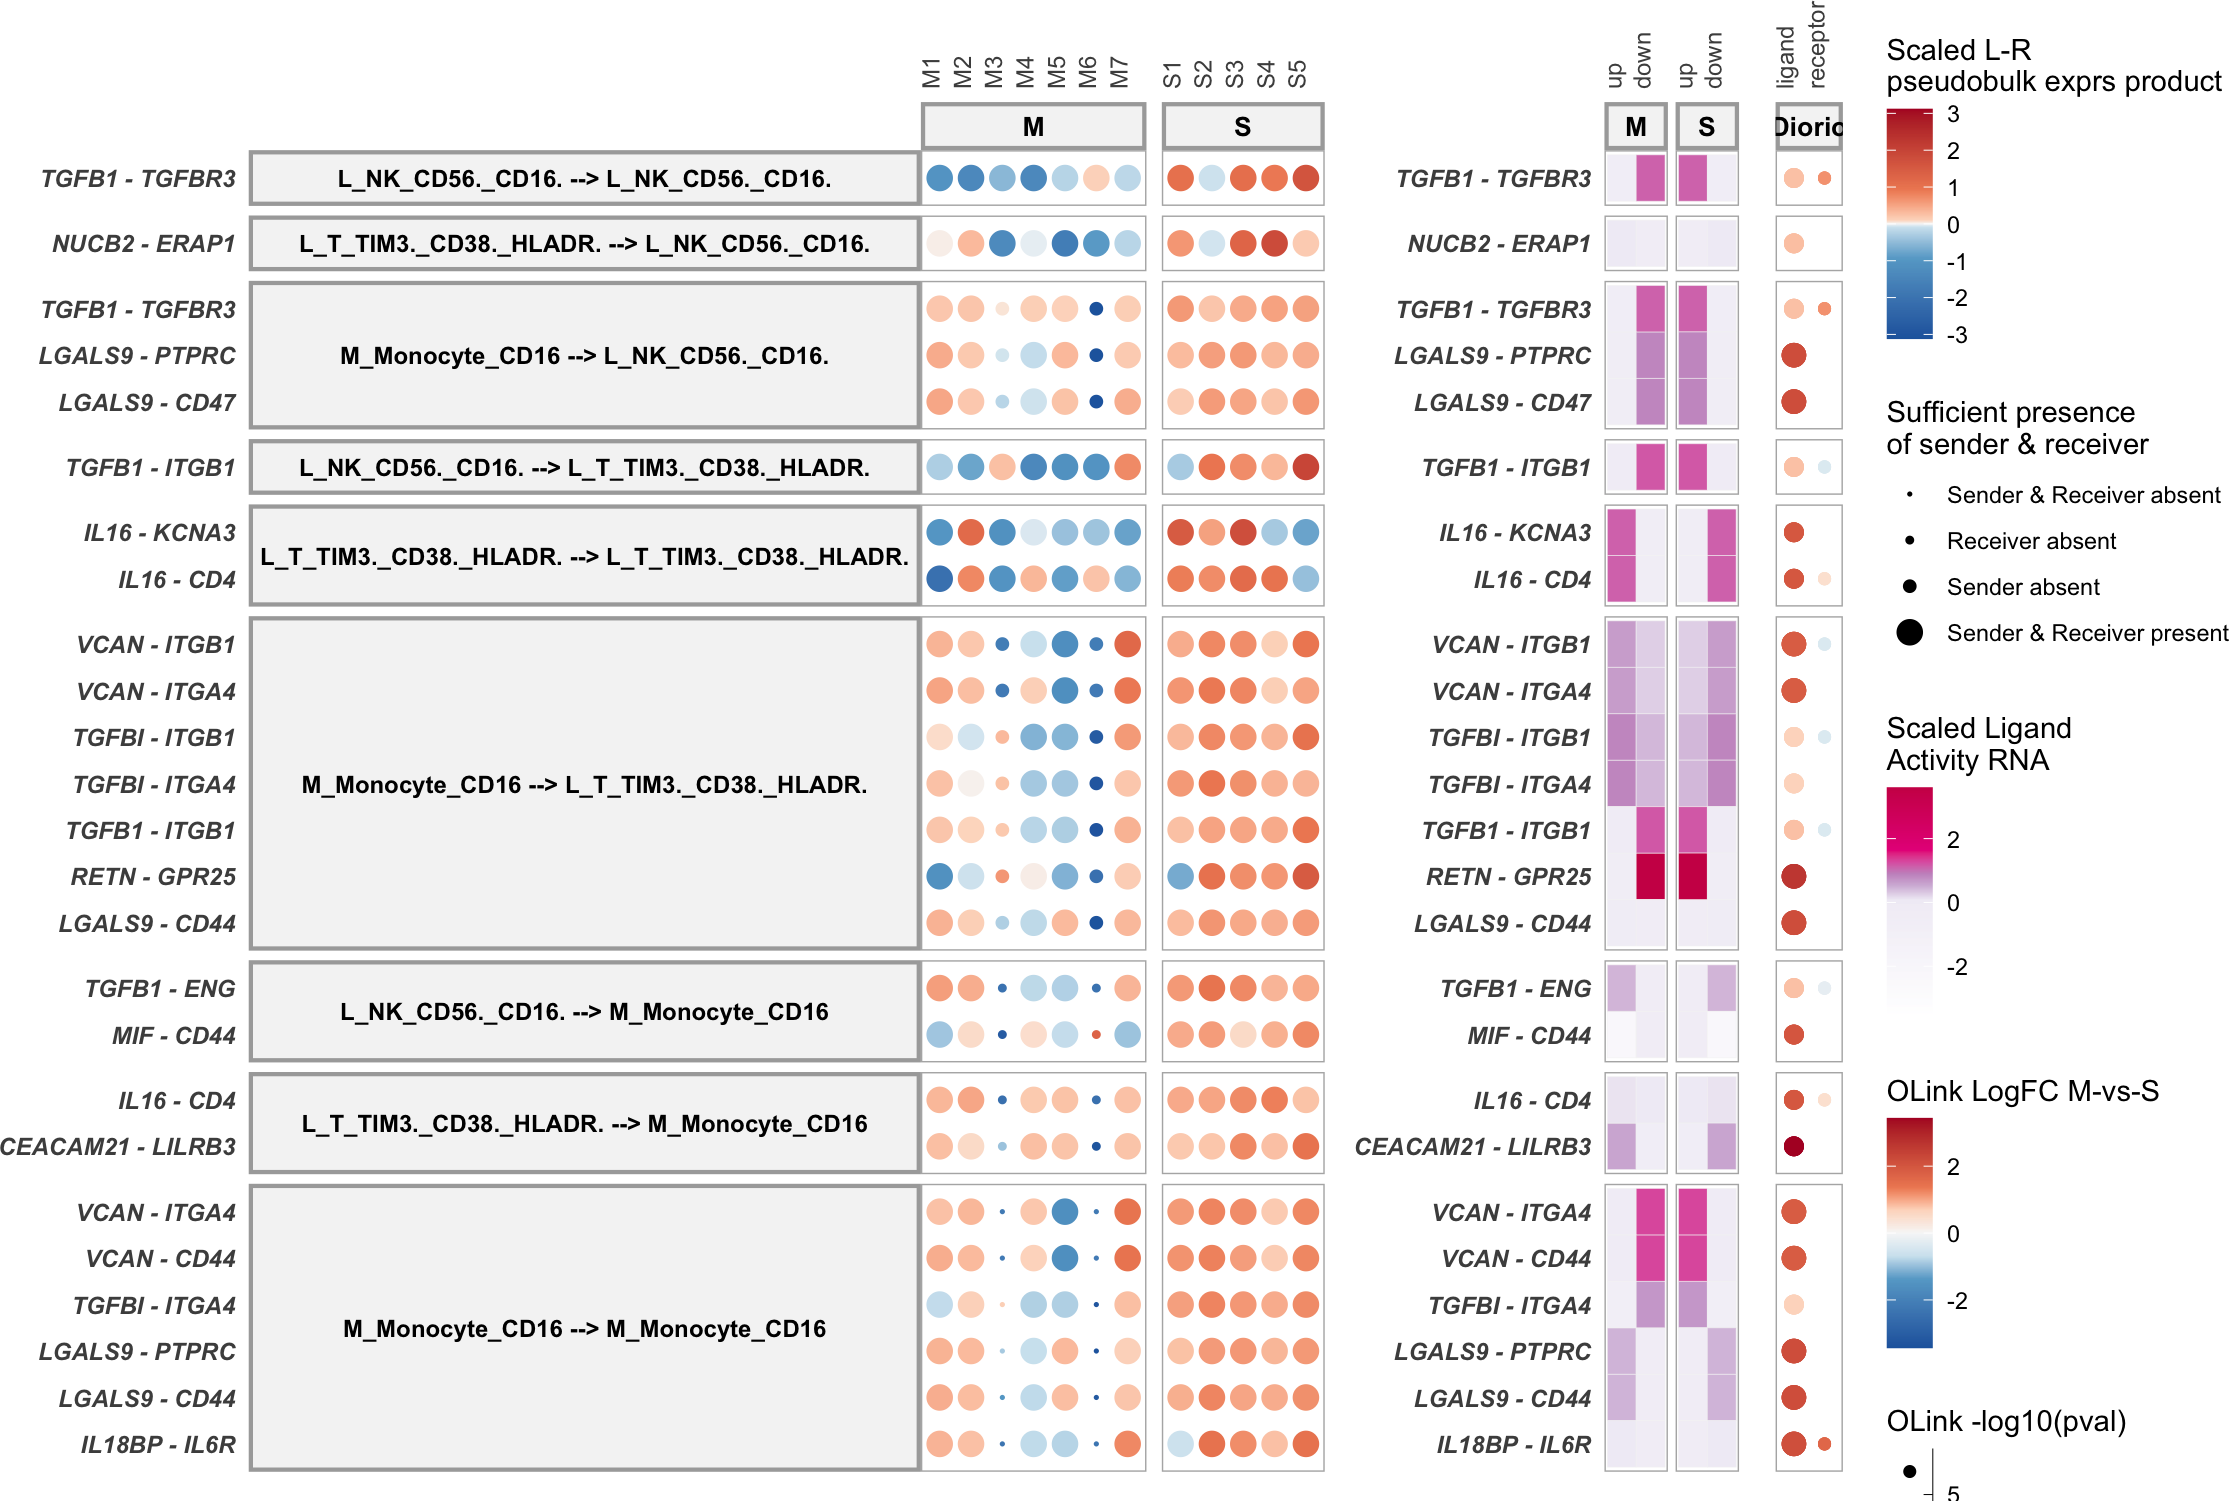 M1 M2 M3 M4 M5 M6 M7 S1 S2 S3 S4 S5 up down up down ligand receptor
M S M S Diorio
TGFB1 - TGFBR3 L_NK_CD56._CD16. --> L_NK_CD56._CD16. TGFB1 - TGFBR3
NUCB2 - ERAP1 L_T_TIM3._CD38._HLADR. --> L_NK_CD56._CD16. NUCB2 - ERAP1
TGFB1 - TGFBR3 TGFB1 - TGFBR3
LGALS9 - PTPRC M_Monocyte_CD16 --> L_NK_CD56._CD16. LGALS9 - PTPRC
LGALS9 - CD47 LGALS9 - CD47
TGFB1 - ITGB1 L_NK_CD56._CD16. --> L_T_TIM3._CD38._HLADR. TGFB1 - ITGB1
IL16 - KCNA3 IL16 - KCNA3
L_T_TIM3._CD38._HLADR. --> L_T_TIM3._CD38._HLADR.
IL16 - CD4 IL16 - CD4
VCAN - ITGB1 VCAN - ITGB1
VCAN - ITGA4 VCAN - ITGA4
TGFBI - ITGB1 TGFBI - ITGB1
TGFBI - ITGA4 M_Monocyte_CD16 --> L_T_TIM3._CD38._HLADR. TGFBI - ITGA4
TGFB1 - ITGB1 TGFB1 - ITGB1
RETN - GPR25 RETN - GPR25
LGALS9 - CD44 LGALS9 - CD44
TGFB1 - ENG TGFB1 - ENG
L_NK_CD56._CD16. --> M_Monocyte_CD16
MIF - CD44 MIF - CD44
IL16 - CD4 IL16 - CD4
L_T_TIM3._CD38._HLADR. --> M_Monocyte_CD16
CEACAM21 - LILRB3 CEACAM21 - LILRB3
VCAN - ITGA4 VCAN - ITGA4
VCAN - CD44 VCAN - CD44
TGFBI - ITGA4 TGFBI - ITGA4
M_Monocyte_CD16 --> M_Monocyte_CD16
LGALS9 - PTPRC LGALS9 - PTPRC
LGALS9 - CD44 LGALS9 - CD44
IL18BP - IL6R IL18BP - IL6R
Scaled L-R
pseudobulk exprs product
3
2
1
0
-1
-2
-3
Sufficient presence
of sender & receiver
Sender & Receiver absent
Receiver absent
Sender absent
Sender & Receiver present
Scaled Ligand
Activity RNA
2
0
-2
OLink LogFC M-vs-S
2
0
-2
OLink -log10(pval)
5